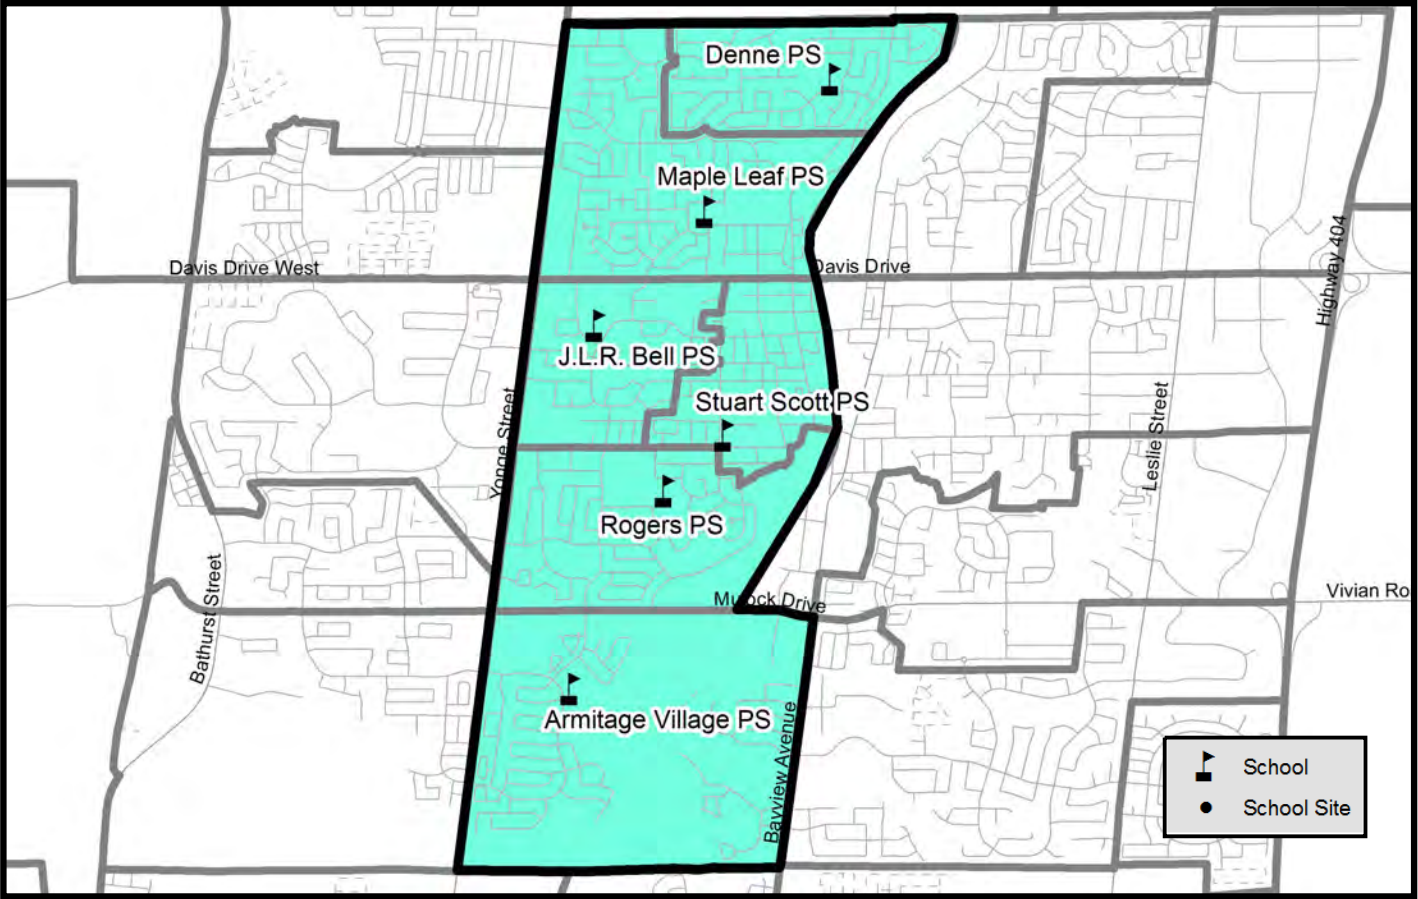 Denne PS
Maple Leaf PS
Davis Drive West
Davis Drive
Highway 404
J.L.R. Bell PS
Stuart Scott PS
Yonge Street
Leslie Street
Rogers PS
Bathurst Street
Mulock Drive
Vivian Ro
Armitage Village PS
Bayview Avenue
School
School Site